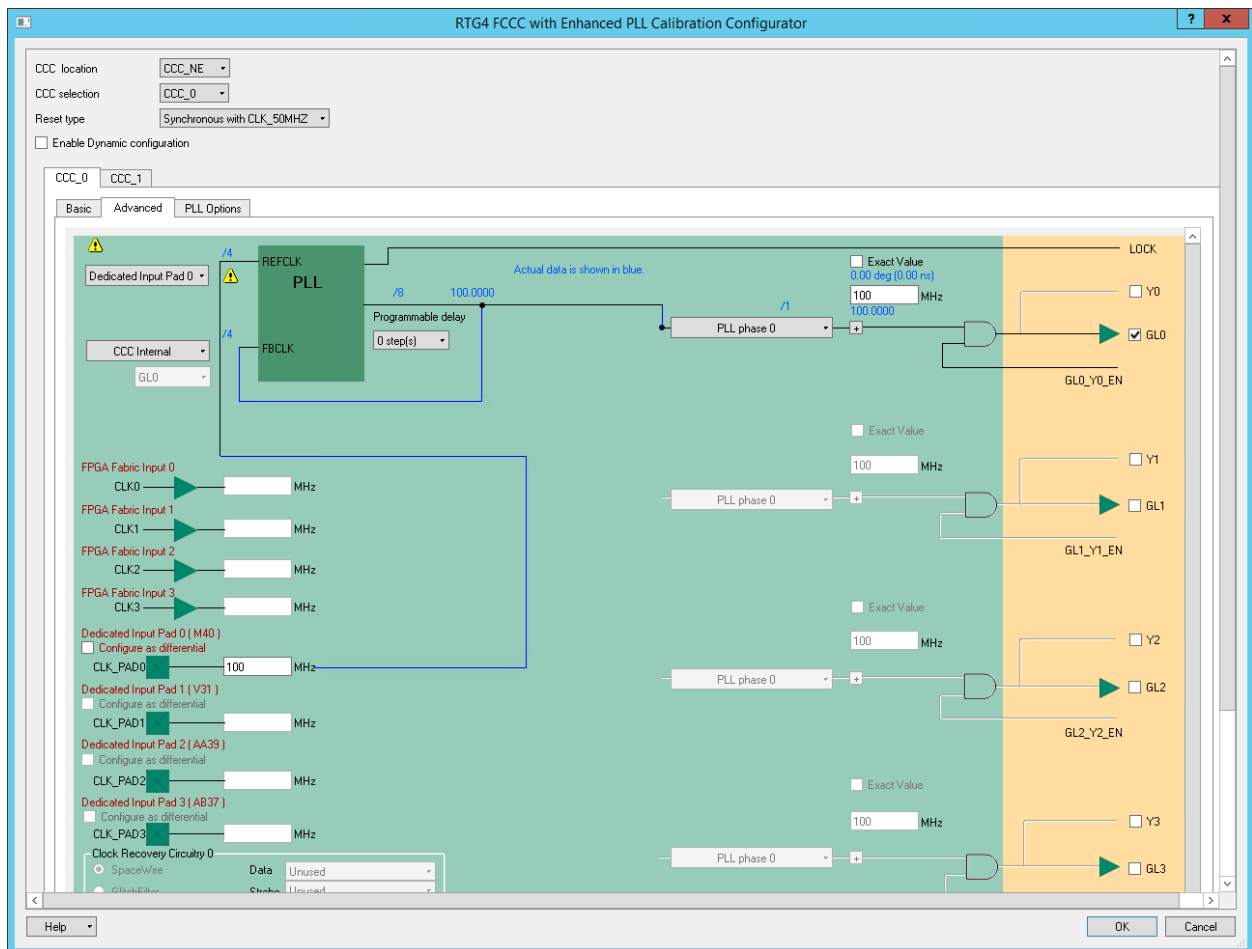 RTG4 FCCC with Enhanced PLL Calibration Configurator
?
x
CCC location CCC_NE
CCC selection CCC_0
Reset type Synchronous with CLK_50MHZ
Enable Dynamic configuration
CCC_0 CCC_1
Basic Advanced PLL Options
LOCK
/4
REFCLK
PLL
Dedicated Input Pad 0
Actual data is shown in blue.
Exact Value
0.00 deg (0.00 ns)
/8 100.0000
100 MHz
Y0
Programmable delay
/1
100.0000
0 step(s)
PLL phase 0
+
GL0
/4
FBCLK
CCC Internal
GL0
GL0_Y0_EN
Exact Value
100 MHz
Y1
FPGA Fabric Input 0
CLK0 MHz
PLL phase 0
+
GL1
FPGA Fabric Input 1
CLK1 MHz
GL1_Y1_EN
FPGA Fabric Input 2
CLK2 MHz
FPGA Fabric Input 3
CLK3 MHz
Exact Value
Dedicated Input Pad 0 ( M40 )
Configure as differential
100 MHz
Y2
CLK_PAD0 100 MHz
PLL phase 0
+
GL2
Dedicated Input Pad 1 ( V31 )
Configure as differential
CLK_PAD1 MHz
GL2_Y2_EN
Dedicated Input Pad 2 ( AA39 )
Configure as differential
CLK_PAD2 MHz
Exact Value
Dedicated Input Pad 3 ( AB37 )
Configure as differential
100 MHz
Y3
CLK_PAD3 MHz
Clock Recovery Circuitry 0
PLL phase 0
+
GL3
SpaceWire Data Unused
GlitchFilter Strobe Unused
Help OK Cancel